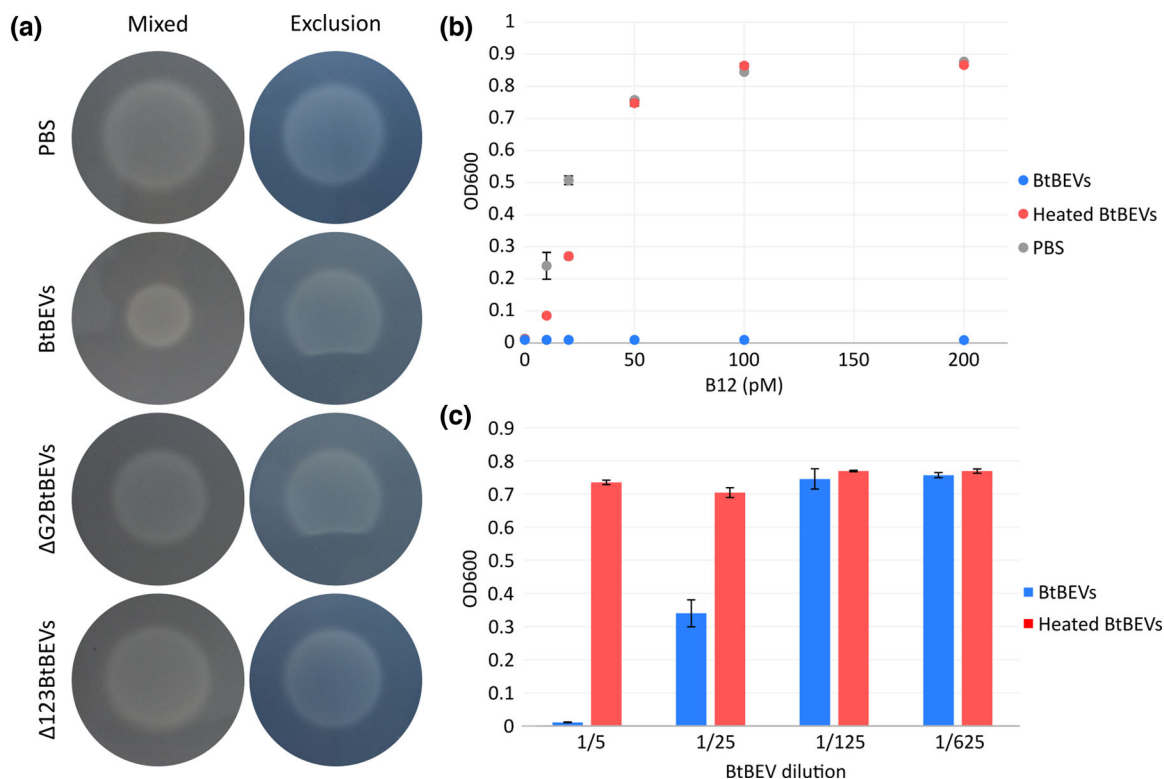 (a)
Mixed Exclusion
PBS
BtBEVs
ΔG2BtBEVs
Δ123BtBEVs
(b)
1
0.9
0.8
0.7
0.6
0.5
0.4
0.3
0.2
0.1
0
OD600
0 50 100 150 200
B12 (pM)
BtBEVs
Heated BtBEVs
PBS
(c)
0.9
0.8
0.7
0.6
0.5
0.4
0.3
0.2
0.1
0
OD600
1/5 1/25 1/125 1/625
BtBEV dilution
BtBEVs
Heated BtBEVs